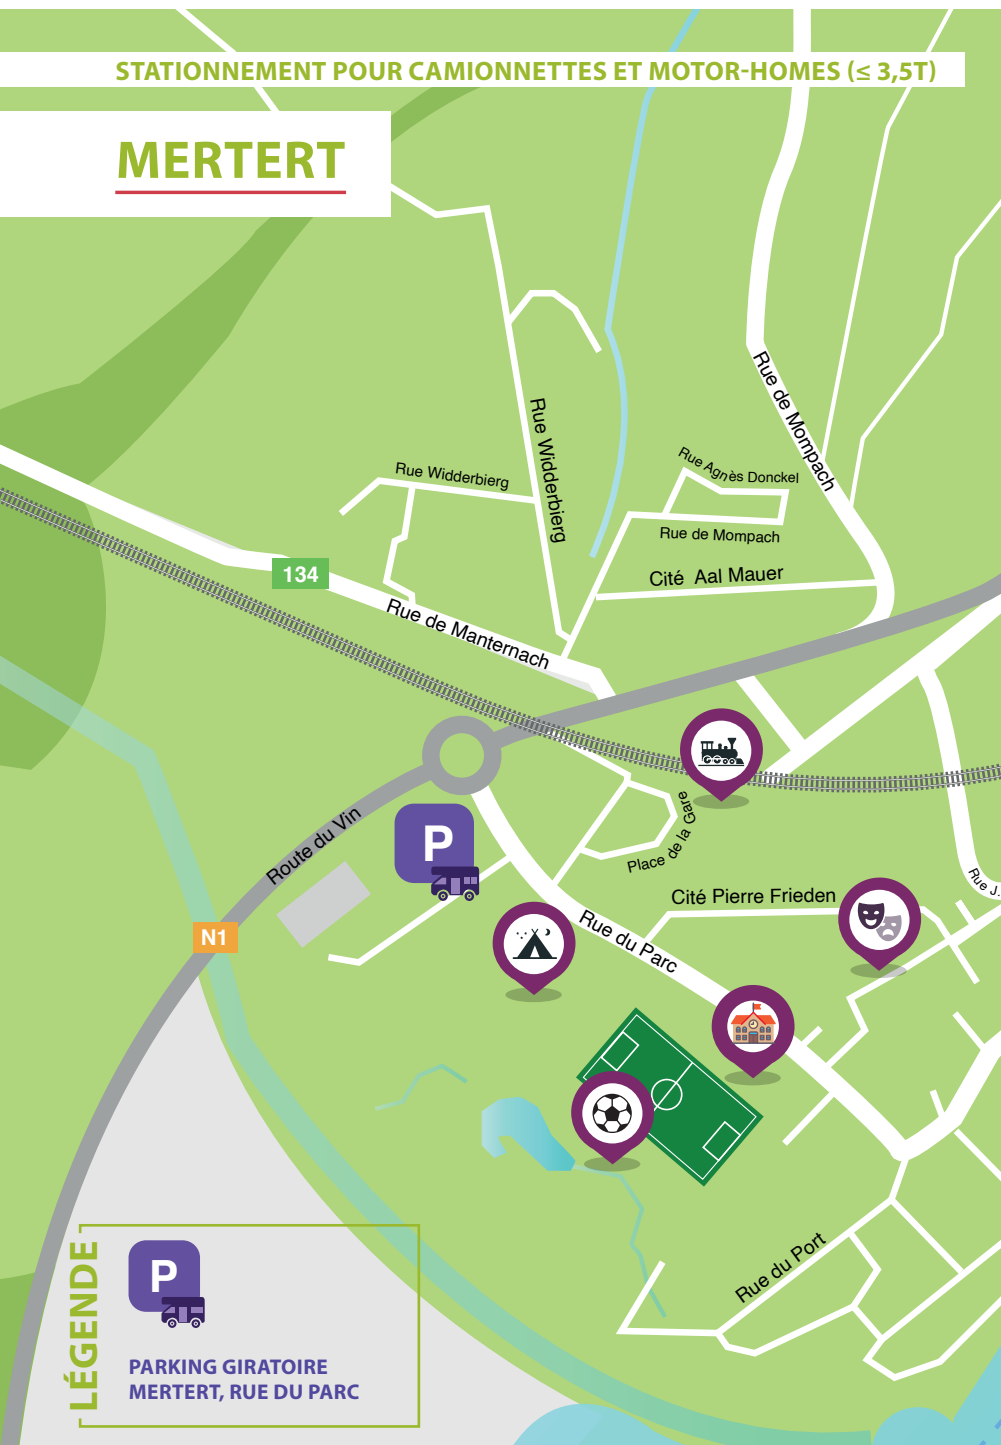 STATIONNEMENT POUR CAMIONNETTES ET MOTOR-HOMES (≤ 3,5T)
MERTERT
Rue de Mompach
Rue Widderbierg
Rue Widderbierg
Rue Agnès Donckel
Rue de Mompach
Cité Aal Mauer
134
Rue de Manternach
Place de la Gare
Route du Vin
P
Rue J.
Cité Pierre Frieden
Rue du Parc
N1
Rue du Port
LÉGENDE
P
PARKING GIRATOIRE
MERTERT, RUE DU PARC